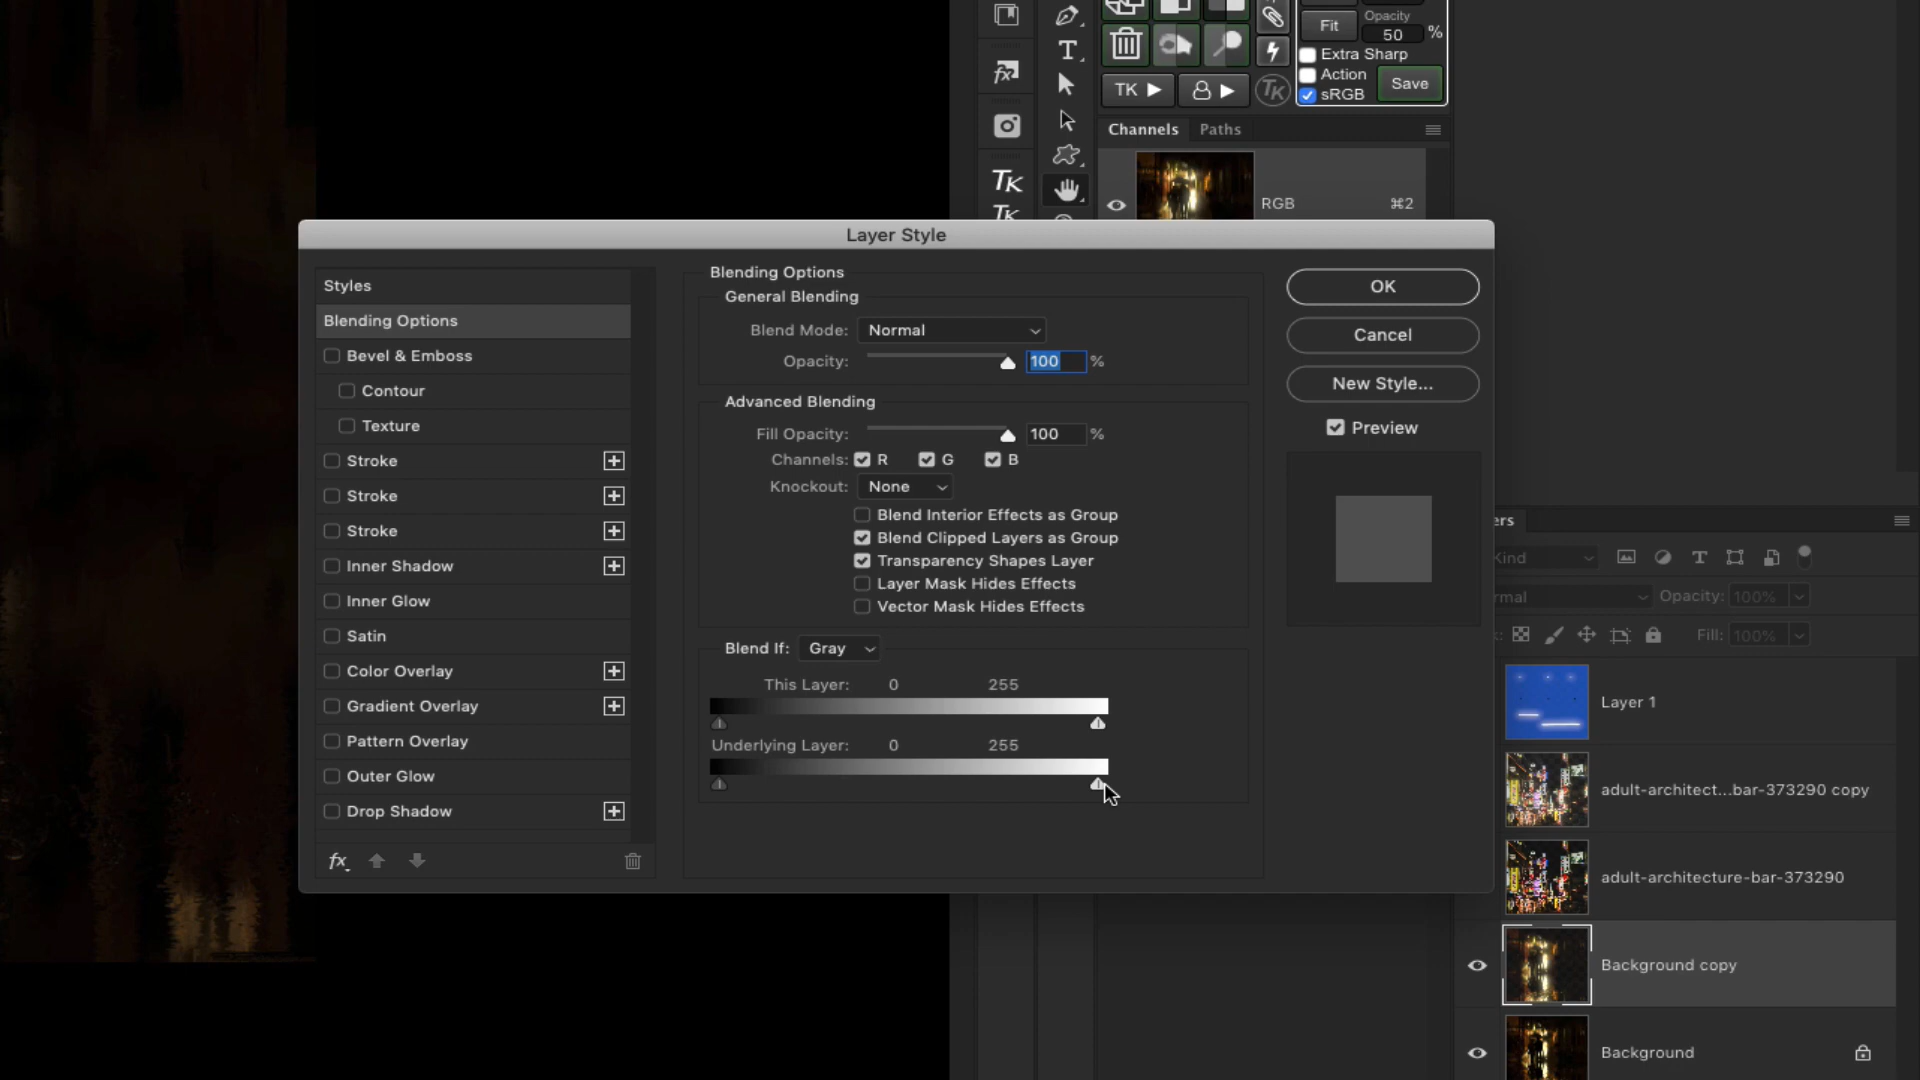 Fit
Opacity
50 %
Extra Sharp
Action
sRGB
Save
TK
TK
Channels
Paths
TK
TK
RGB
⌘2
Layer Style
Styles
Blending Options
Bevel & Emboss
Contour
Texture
Stroke
Stroke
Stroke
Inner Shadow
Inner Glow
Satin
Color Overlay
Gradient Overlay
Pattern Overlay
Outer Glow
Drop Shadow
fx
Blending Options
General Blending
Blend Mode: Normal
Opacity: 100 %
Advanced Blending
Fill Opacity: 100 %
Channels: R G B
Knockout: None
Blend Interior Effects as Group
Blend Clipped Layers as Group
Transparency Shapes Layer
Layer Mask Hides Effects
Vector Mask Hides Effects
Blend If: Gray
This Layer: 0 255
Underlying Layer: 0 255
OK
Cancel
New Style...
Preview
ers
Kind
rmal
Opacity: 100%
Fill: 100%
Layer 1
adult-architect...bar-373290 copy
adult-architecture-bar-373290
Background copy
Background